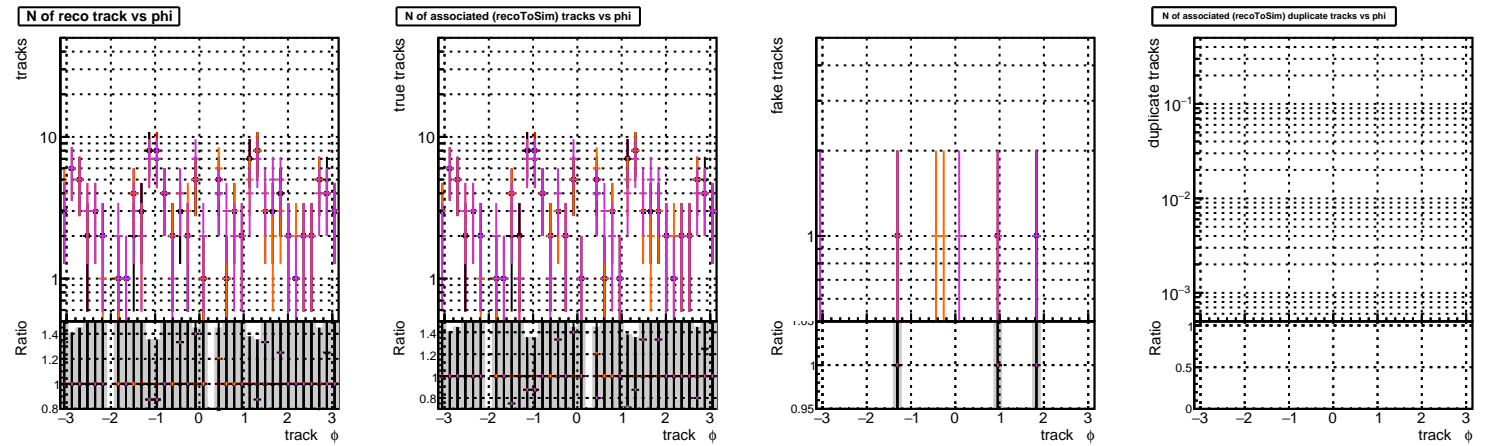 N of reco track vs phi
tracks
10
1
Ratio
1.4
1.2
1
0.8
−3 −2 −1 0 1 2 3
track ϕ
N of associated (recoToSim) tracks vs phi
true tracks
10
1
Ratio
1.4
1.2
1
0.8
−3 −2 −1 0 1 2 3
track ϕ
fake tracks
1
Ratio
1.05
1
0.95
−3 −2 −1 0 1 2 3
track ϕ
N of associated (recoToSim) duplicate tracks vs phi
duplicate tracks
10⁻¹
10⁻²
10⁻³
Ratio
1
0.5
0
−3 −2 −1 0 1 2 3
track ϕ